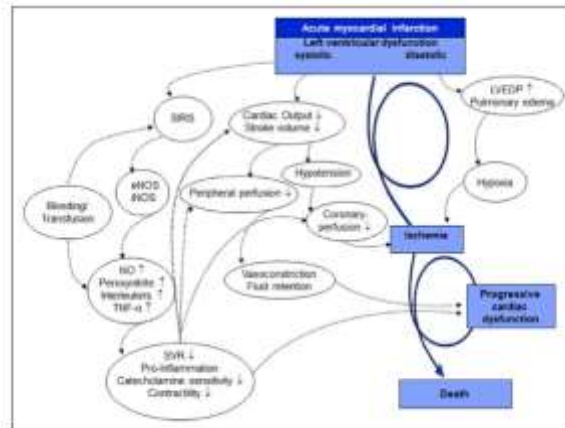 Acute myocardial infarction
Left ventricular dysfunction
systolic diastolic
LVEDP ↑
Pulmonary edema
SIRS
Cardiac Output ↓
Stroke volume ↓
Hypotension
eNOS
iNOS
Peripheral perfusion ↓
Hypoxia
Bleeding/
Transfusion
Coronary
perfusion ↓
Ischemia
NO ↑
Peroxynitrite ↑
Interleukins ↑
TNF-α ↑
Vasoconstriction
Fluid retention
Progressive
cardiac
dysfunction
SVR ↓
Pro-inflammation
Catecholamine sensitivity ↓
Contractility ↓
Death